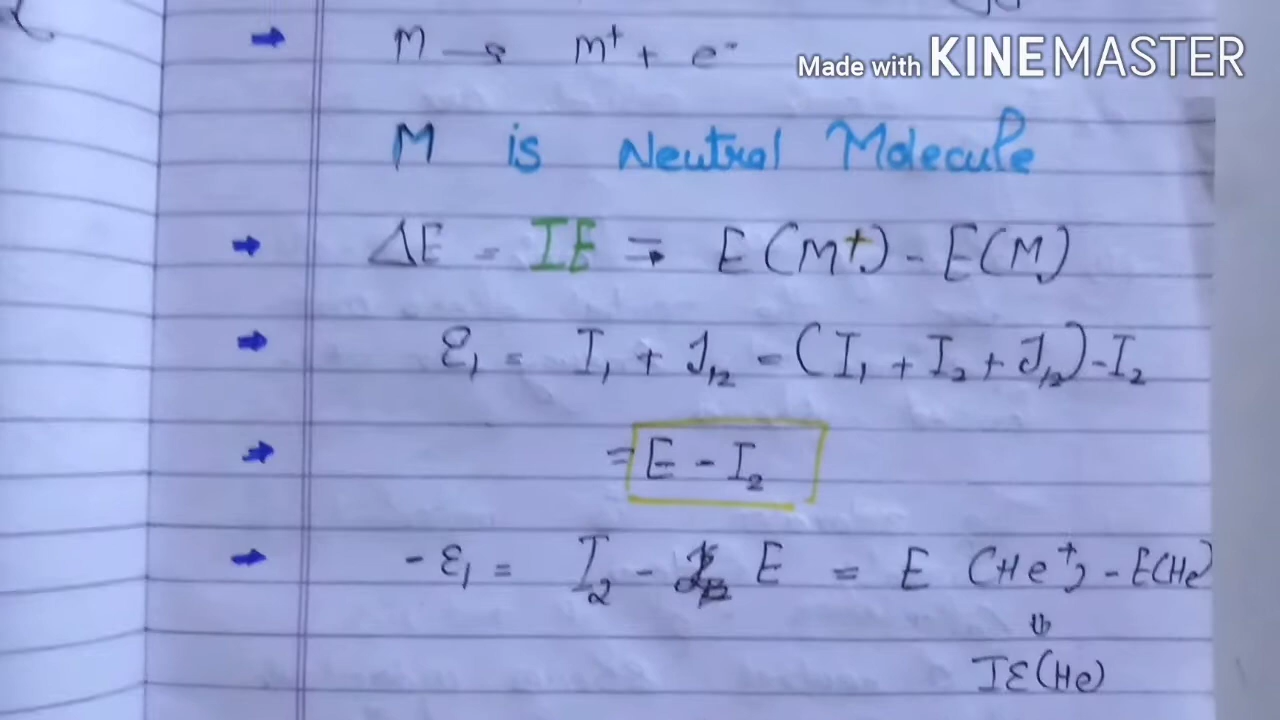 M → M⁺ + e⁻
Made with KINEMASTER
M is Neutral Molecule
ΔE = IE ⇒ E(M⁺) - E(M)
ε₁ = I₁ + J₁₂ = (I₁ + I₂ + J₁₂) - I₂
= E - I₂
- ε₁ = I₂ - E = E (He⁺) - E(He)
⇓
IE(He)